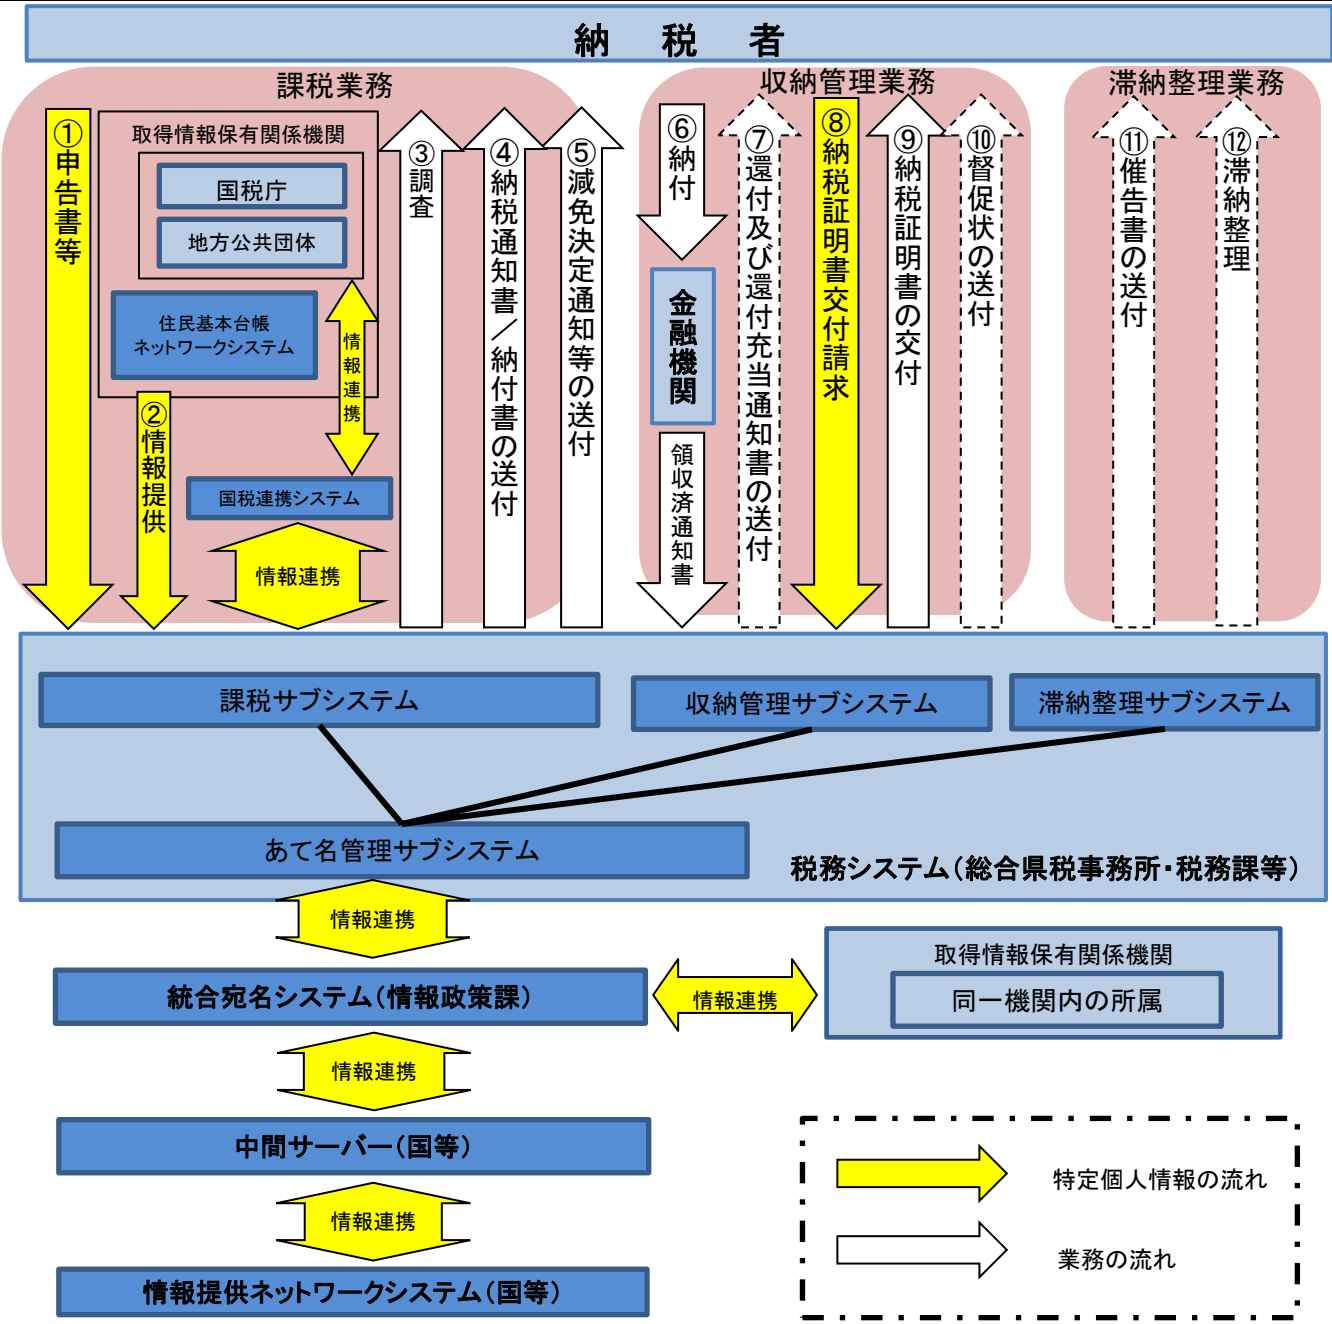 納 税 者
課税業務
①申告書等
取得情報保有関係機関
国税庁
地方公共団体
住民基本台帳
ネットワークシステム
情報連携
②情報提供
国税連携システム
情報連携
③調査
④納税通知書／納付書の送付
⑤減免決定通知等の送付
収納管理業務
⑥納付
金融機関
領収済通知書
⑦還付及び還付充当通知書の送付
⑧納税証明書交付請求
⑨納税証明書の交付
⑩督促状の送付
滞納整理業務
⑪催告書の送付
⑫滞納整理
課税サブシステム
収納管理サブシステム
滞納整理サブシステム
あて名管理サブシステム
税務システム(総合県税事務所・税務課等)
情報連携
統合宛名システム(情報政策課)
情報連携
取得情報保有関係機関
同一機関内の所属
情報連携
中間サーバー(国等)
情報連携
情報提供ネットワークシステム(国等)
特定個人情報の流れ
業務の流れ